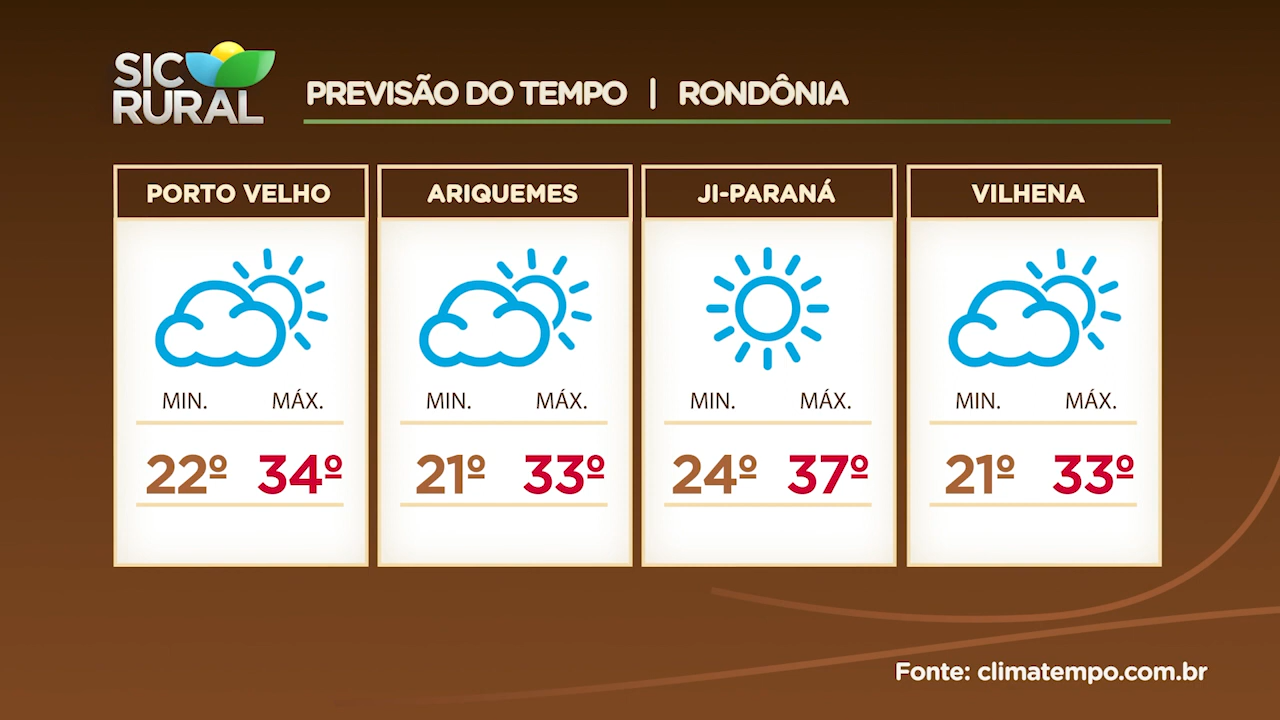 SIC
RURAL
PREVISÃO DO TEMPO | RONDÔNIA
PORTO VELHO
MIN. MÁX.
22º 34º
ARIQUEMES
MIN. MÁX.
21º 33º
JI-PARANÁ
MIN. MÁX.
24º 37º
VILHENA
MIN. MÁX.
21º 33º
Fonte: climatempo.com.br